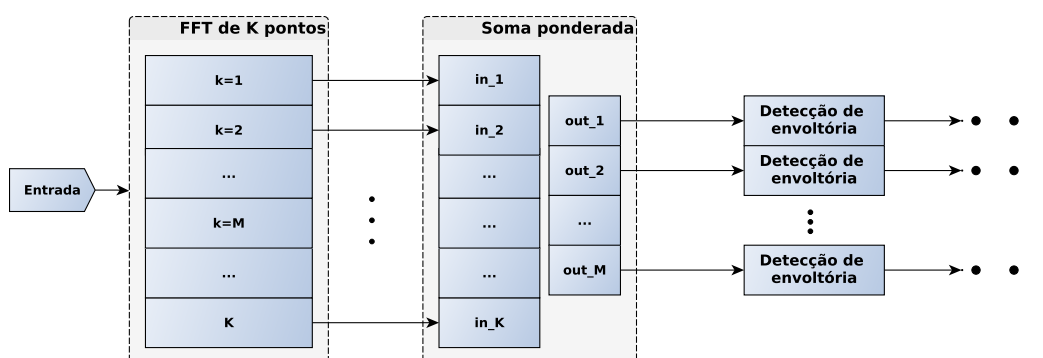 FFT de K pontos
Soma ponderada
Entrada
k=1
k=2
...
k=M
...
K
in_1
in_2
...
...
...
in_K
out_1
out_2
...
out_M
Detecção de
envoltória
Detecção de
envoltória
Detecção de
envoltória